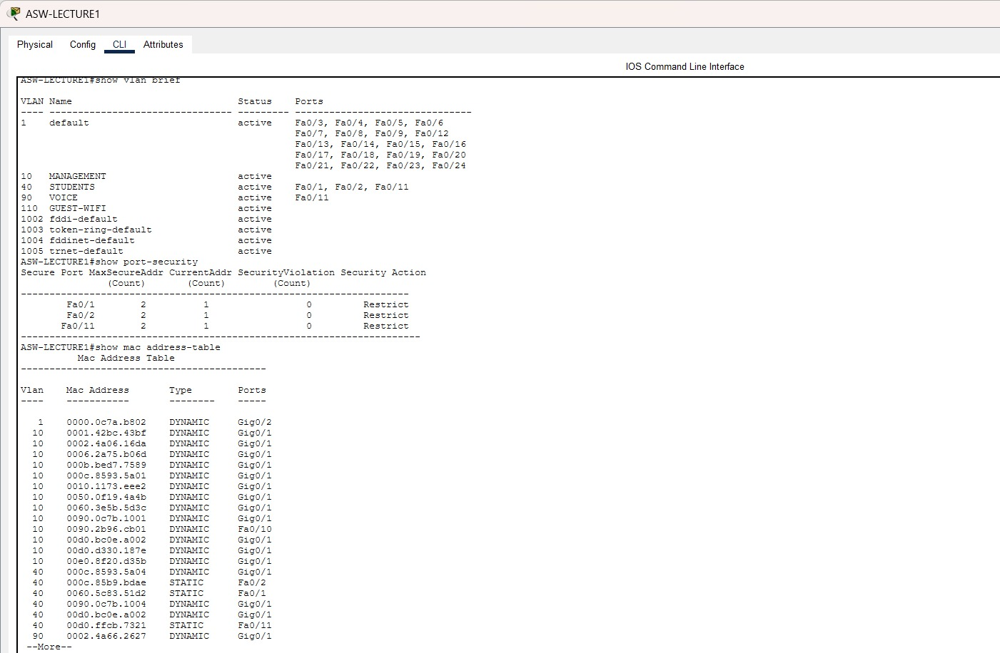 ASW-LECTURE1
Physical Config CLI Attributes
IOS Command Line Interface
ASW-LECTURE1#show vlan brief
VLAN Name                             Status    Ports
---- -------------------------------- --------- -------------------------------
1    default                          active    Fa0/3, Fa0/4, Fa0/5, Fa0/6
                                                Fa0/7, Fa0/8, Fa0/9, Fa0/12
                                                Fa0/13, Fa0/14, Fa0/15, Fa0/16
                                                Fa0/17, Fa0/18, Fa0/19, Fa0/20
                                                Fa0/21, Fa0/22, Fa0/23, Fa0/24
10   MANAGEMENT                       active
40   STUDENTS                         active    Fa0/1, Fa0/2, Fa0/11
90   VOICE                            active    Fa0/11
110  GUEST-WIFI                       active
1002 fddi-default                     active
1003 token-ring-default               active
1004 fddinet-default                  active
1005 trnet-default                    active
ASW-LECTURE1#show port-security
Secure Port MaxSecureAddr CurrentAddr SecurityViolation Security Action
               (Count)       (Count)        (Count)
--------------------------------------------------------------------
        Fa0/1        2          1                 0         Restrict
        Fa0/2        2          1                 0         Restrict
       Fa0/11        2          1                 0         Restrict
----------------------------------------------------------------------
ASW-LECTURE1#show mac address-table
          Mac Address Table
-------------------------------------------
Vlan    Mac Address       Type        Ports
----    -----------       --------    -----
   1    0000.0c7a.b802    DYNAMIC     Gig0/2
  10    0001.42bc.43bf    DYNAMIC     Gig0/1
  10    0002.4a06.16da    DYNAMIC     Gig0/1
  10    0006.2a75.b06d    DYNAMIC     Gig0/1
  10    000b.bed7.7589    DYNAMIC     Gig0/1
  10    000c.8593.5a01    DYNAMIC     Gig0/1
  10    0010.1173.eee2    DYNAMIC     Gig0/1
  10    0050.0f19.4a4b    DYNAMIC     Gig0/1
  10    0060.3e5b.5d3c    DYNAMIC     Gig0/1
  10    0090.0c7b.1001    DYNAMIC     Gig0/1
  10    0090.2b96.cb01    DYNAMIC     Fa0/10
  10    00d0.bc0e.a002    DYNAMIC     Gig0/1
  10    00d0.d330.187e    DYNAMIC     Gig0/1
  10    00e0.8f20.d35b    DYNAMIC     Gig0/1
  40    000c.8593.5a04    DYNAMIC     Gig0/1
  40    000c.85b9.bdae    STATIC      Fa0/2
  40    0060.5c83.51d2    STATIC      Fa0/1
  40    0090.0c7b.1004    DYNAMIC     Gig0/1
  40    00d0.bc0e.a002    DYNAMIC     Gig0/1
  40    00d0.ffcb.7321    STATIC      Fa0/11
  90    0002.4a66.2627    DYNAMIC     Gig0/1
 --More--